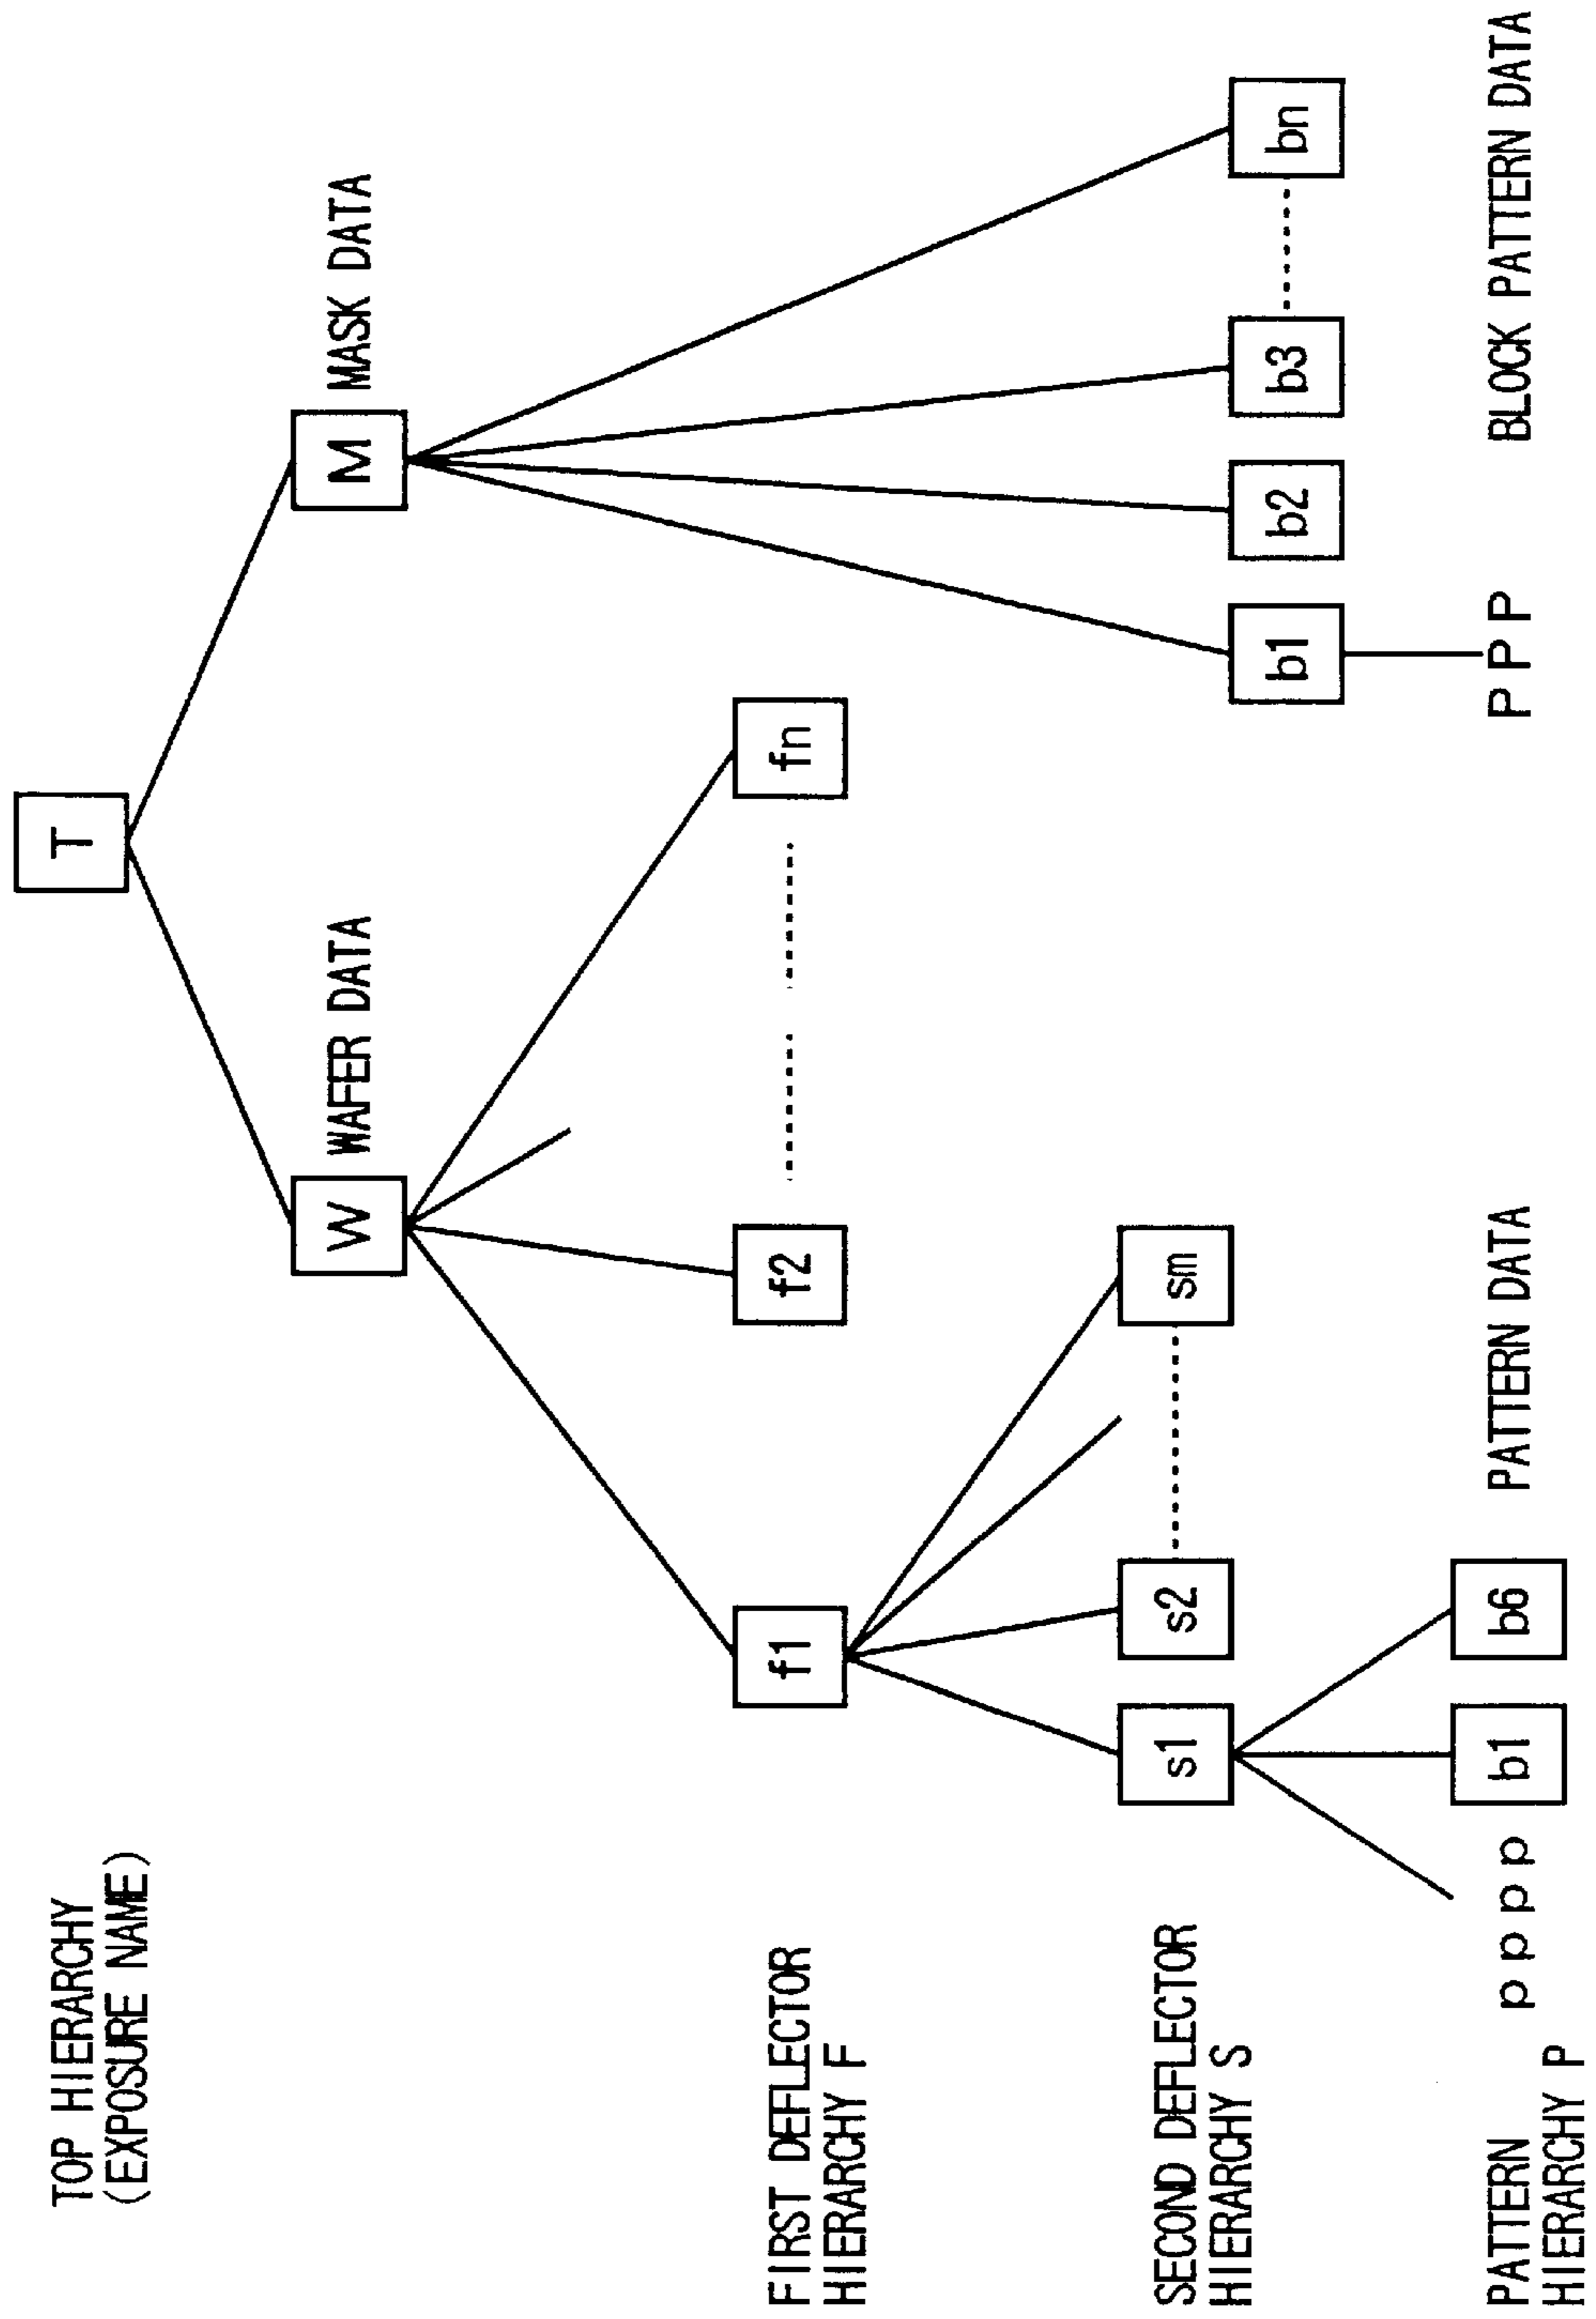 TOP HIERARCHY
(EXPOSURE NAME)
T
W
WAFER DATA
M
MASK DATA
FIRST DEFLECTOR
HIERARCHY F
f1
f2
fn
SECOND DEFLECTOR
HIERARCHY S
s1
s2
sm
b1
b2
b3
bn
PATTERN
HIERARCHY P
p p p p
b1
b6
PATTERN DATA
P P P
BLOCK PATTERN DATA